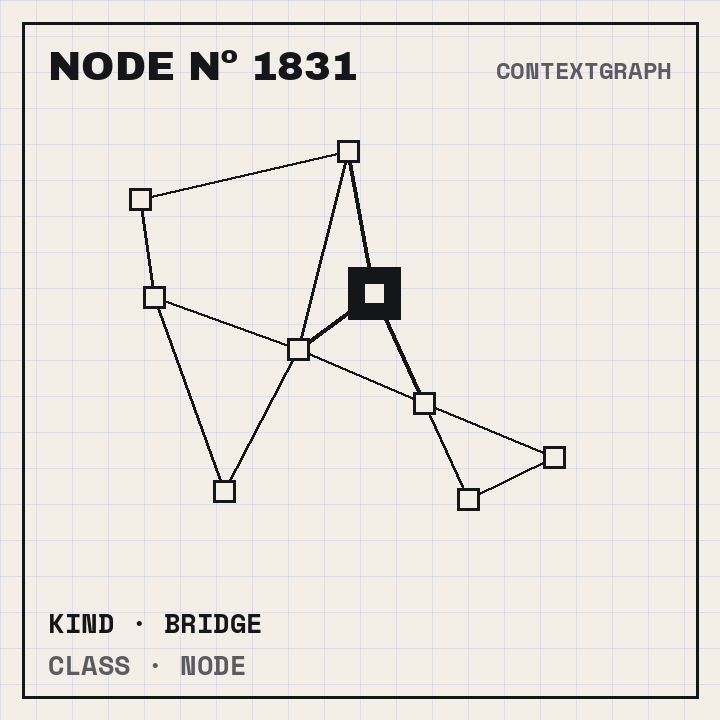 NODE Nº 1831
CONTEXTGRAPH
KIND · BRIDGE
CLASS · NODE